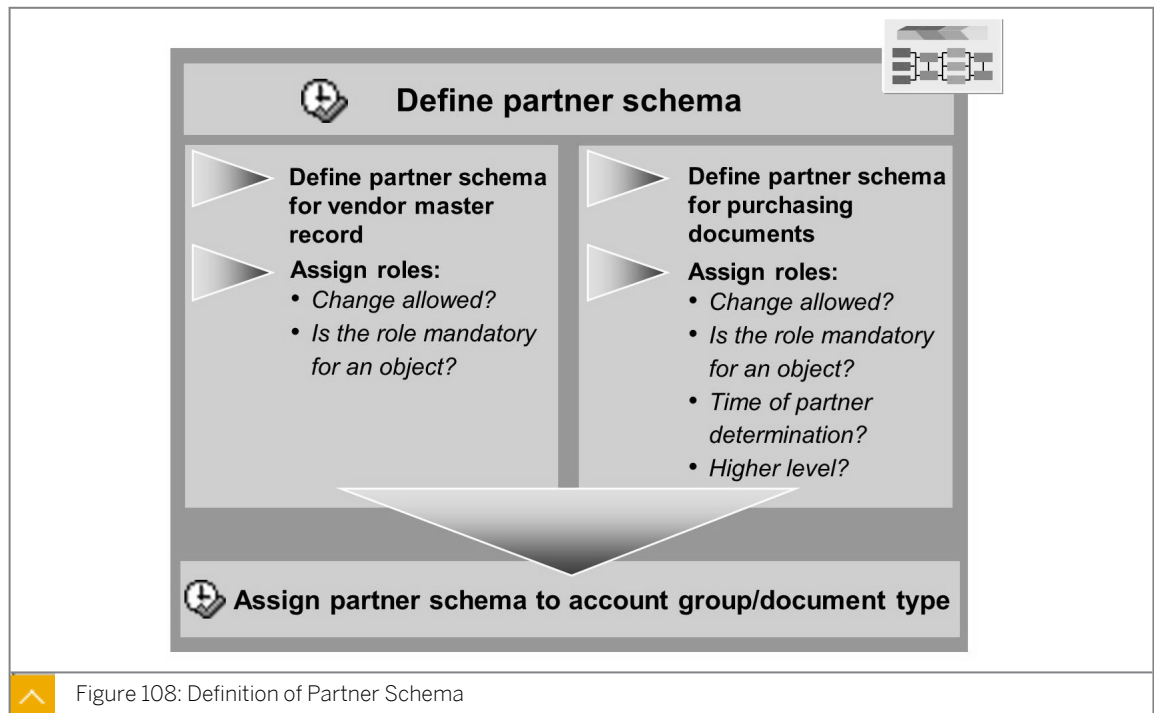 Define partner schema
Define partner schema
for vendor master
record
Assign roles:
• Change allowed?
• Is the role mandatory
for an object?
Define partner schema
for purchasing
documents
Assign roles:
• Change allowed?
• Is the role mandatory
for an object?
• Time of partner
determination?
• Higher level?
Assign partner schema to account group/document type
Figure 108: Definition of Partner Schema